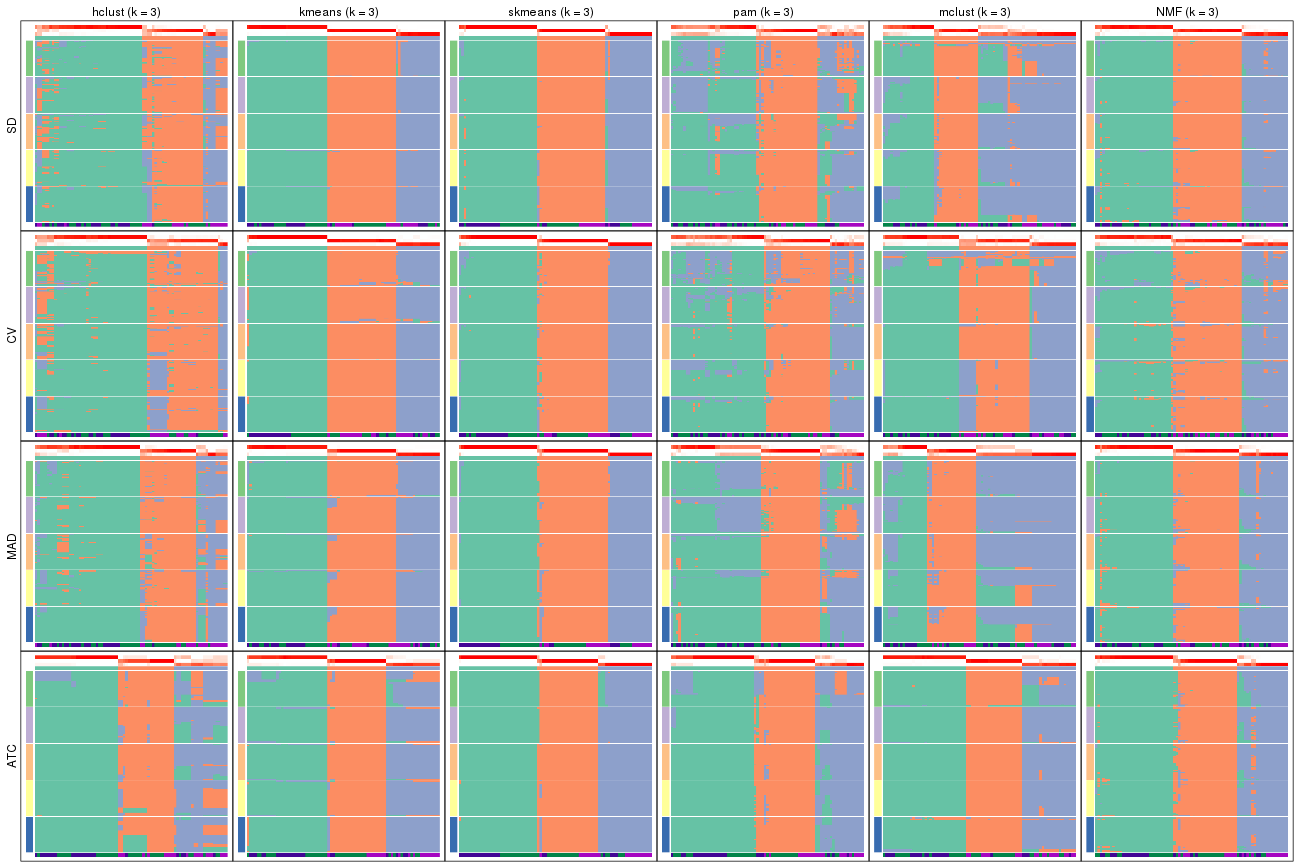 hclust (k = 3)
kmeans (k = 3)
skmeans (k = 3)
pam (k = 3)
mclust (k = 3)
NMF (k = 3)
SD
CV
MAD
ATC